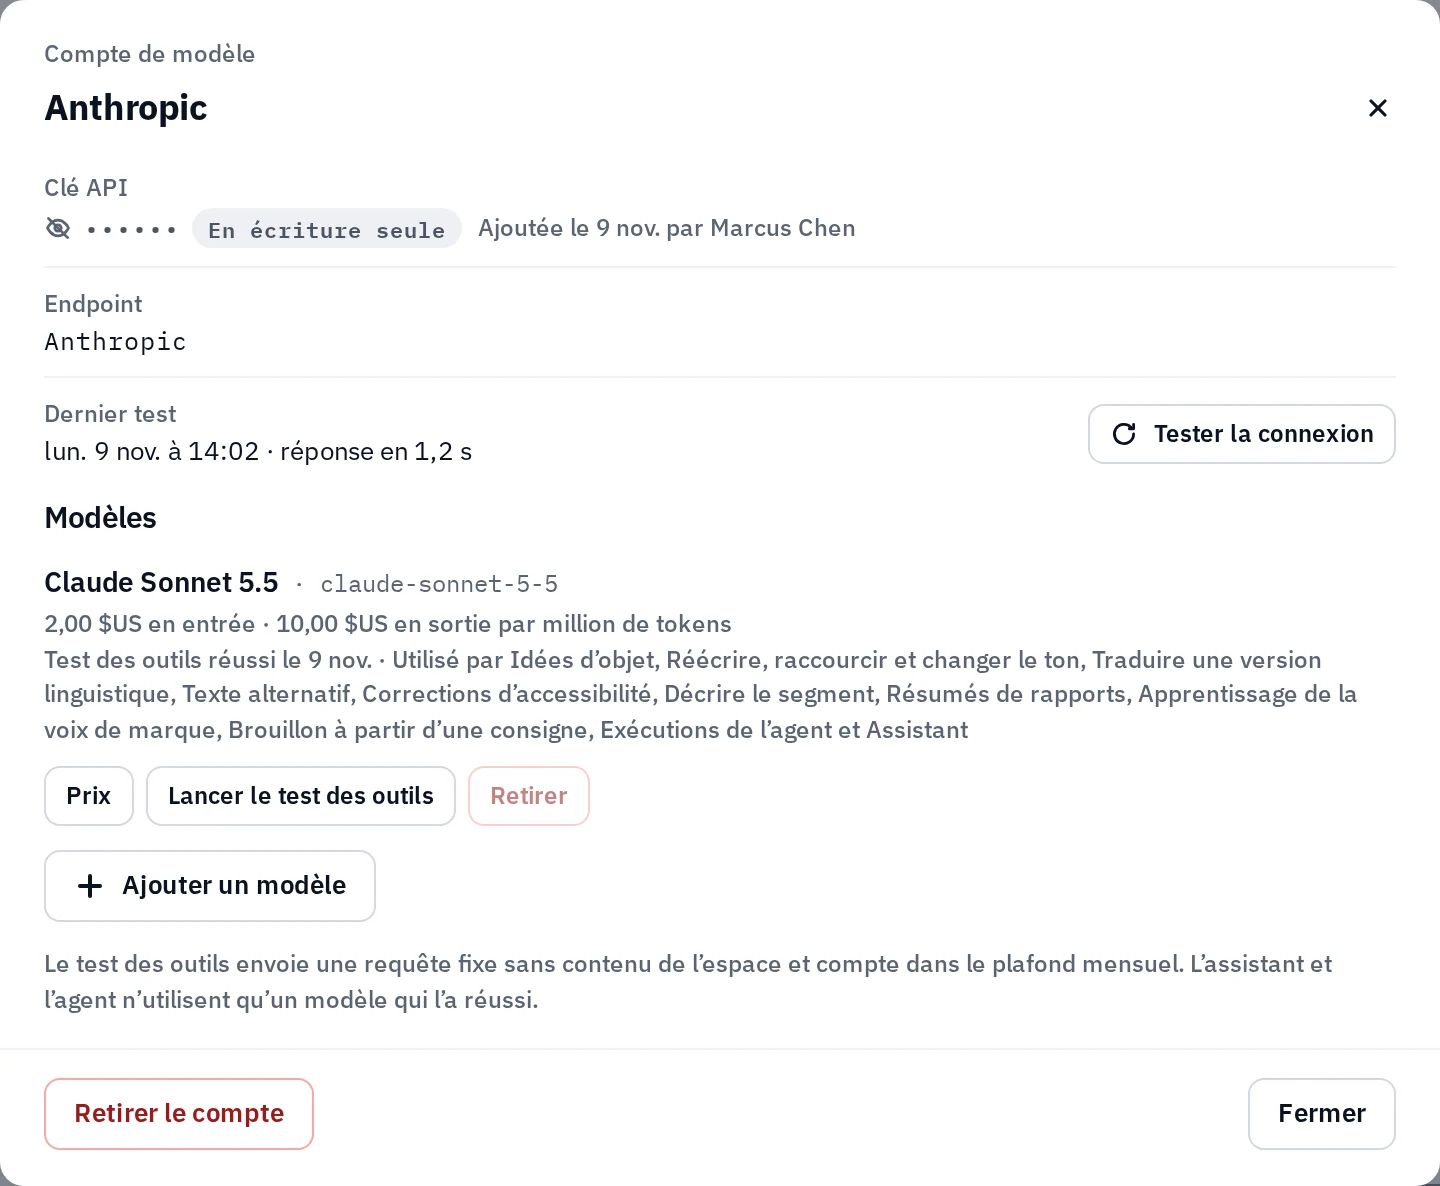 Compte de modèle
Anthropic
Clé API
•••••• En écriture seule Ajoutée le 9 nov. par Marcus Chen
Endpoint
Anthropic
Dernier test
lun. 9 nov. à 14:02 · réponse en 1,2 s
Tester la connexion
Modèles
Claude Sonnet 5.5 · claude-sonnet-5-5
2,00 $US en entrée · 10,00 $US en sortie par million de tokens
Test des outils réussi le 9 nov. · Utilisé par Idées d’objet, Réécrire, raccourcir et changer le ton, Traduire une version
linguistique, Texte alternatif, Corrections d’accessibilité, Décrire le segment, Résumés de rapports, Apprentissage de la
voix de marque, Brouillon à partir d’une consigne, Exécutions de l’agent et Assistant
Prix Lancer le test des outils Retirer
Ajouter un modèle
Le test des outils envoie une requête fixe sans contenu de l’espace et compte dans le plafond mensuel. L’assistant et
l’agent n’utilisent qu’un modèle qui l’a réussi.
Retirer le compte Fermer